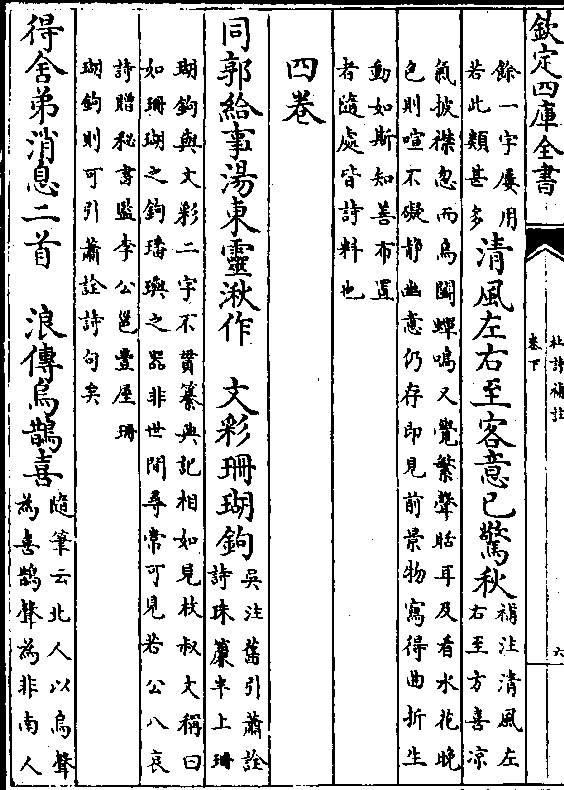 欽定四庫全書
杜詩補註
卷下
六
餘一字屢用
若此類甚多
清風左右至客意已驚秋
補注清風左
右至方喜凉
氣披襟忽而鳥鬭蟬鳴又覺繁聲聒耳及看水花晚
色則喧不礙静幽意仍存即見前景物寫得曲折生
動如斯知善布置
者隨處皆詩料也
四卷
同郭給事湯東靈湫作　文彩珊瑚鉤
吳注舊引蕭詮
詩珠簾半上珊
瑚鉤與文彩二字不貫纂典記相如見枚叔文稱曰
如珊瑚之鉤璠璵之器非世間尋常可見若公八哀
詩贈秘書監李公邕豐屋珊
瑚鉤則可引蕭詮詩句矣
得舍弟消息二首　浪傳烏鵲喜
隨筆云北人以烏聲
為喜鵲聲為非南人